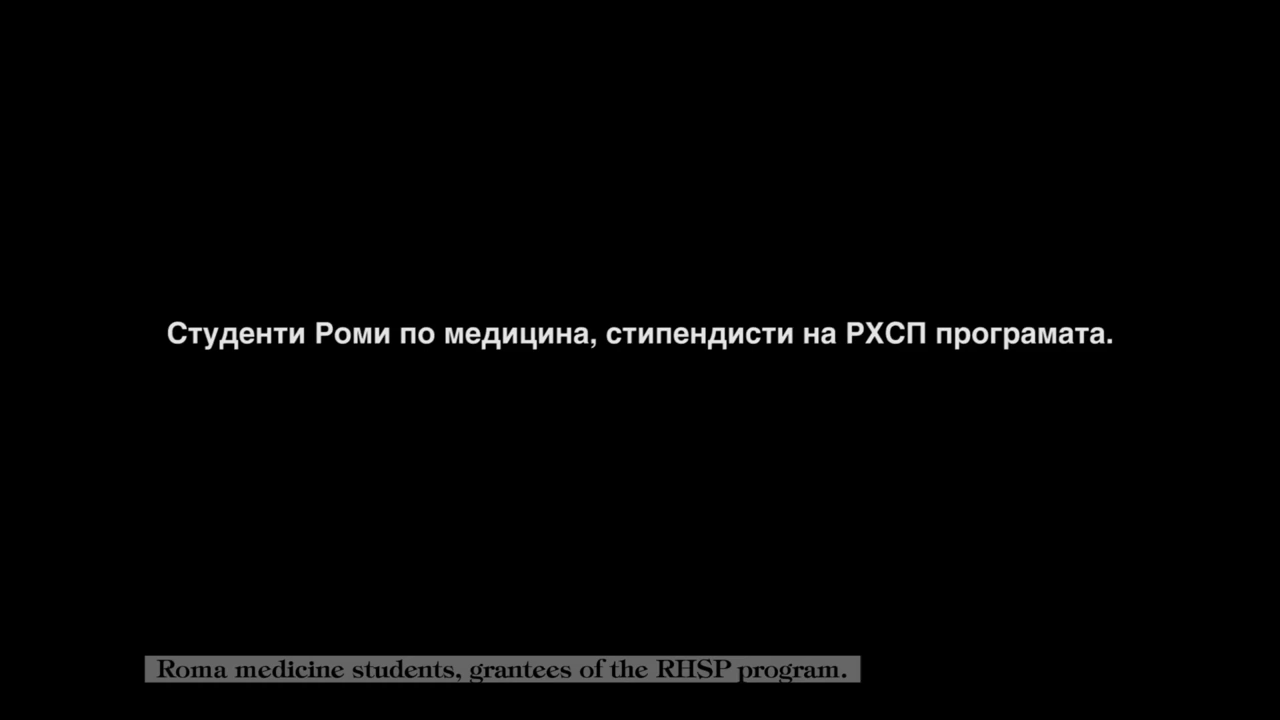 Студенти Роми по медицина, стипендисти на РХСП програмата.
Roma medicine students, grantees of the RHSP program.